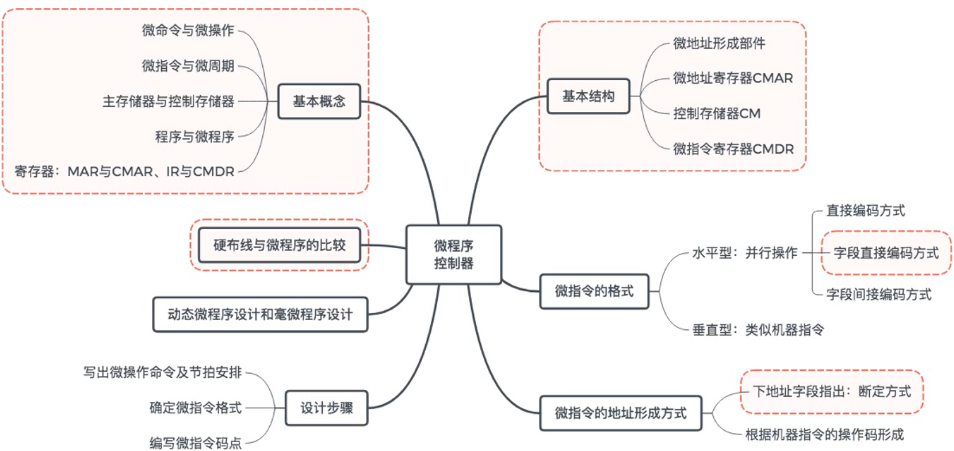 微命令与微操作
微指令与微周期
主存储器与控制存储器
程序与微程序
寄存器：MAR与CMAR、IR与CMDR
基本概念
基本结构
微地址形成部件
微地址寄存器CMAR
控制存储器CM
微指令寄存器CMDR
硬布线与微程序的比较
微程序
控制器
动态微程序设计和毫微程序设计
微指令的格式
水平型：并行操作
直接编码方式
字段直接编码方式
字段间接编码方式
垂直型：类似机器指令
写出微操作命令及节拍安排
确定微指令格式
编写微指令码点
设计步骤
微指令的地址形成方式
下地址字段指出：断定方式
根据机器指令的操作码形成